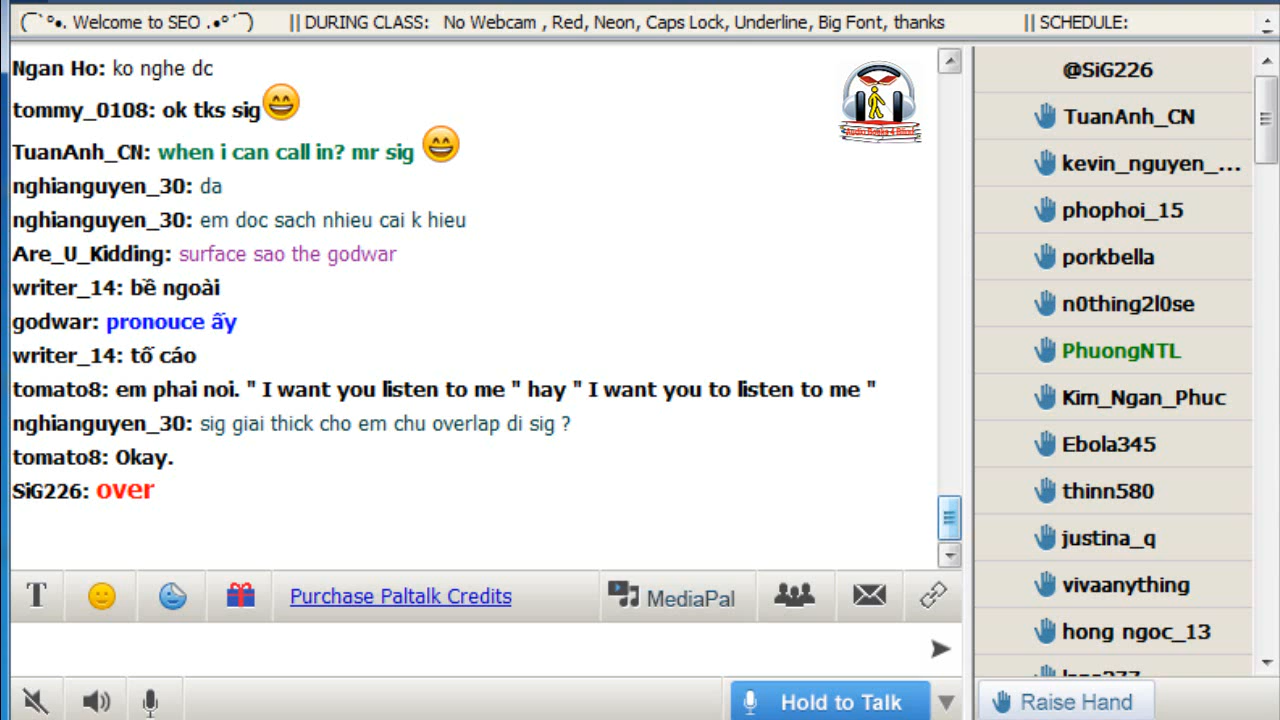 (¯`°•. Welcome to SEO .•°´¯)  || DURING CLASS:  No Webcam , Red, Neon, Caps Lock, Underline, Big Font, thanks  || SCHEDULE:
Ngan Ho: ko nghe dc
tommy_0108: ok tks sig
TuanAnh_CN: when i can call in? mr sig
nghianguyen_30: da
nghianguyen_30: em doc sach nhieu cai k hieu
Are_U_Kidding: surface sao the godwar
writer_14: bề ngoài
godwar: pronouce ấy
writer_14: tố cáo
tomato8: em phai noi. " I want you listen to me " hay " I want you to listen to me "
nghianguyen_30: sig giai thick cho em chu overlap di sig ?
tomato8: Okay.
SiG226: over
T
Purchase Paltalk Credits
MediaPal
Hold to Talk
@SiG226
TuanAnh_CN
kevin_nguyen_...
phophoi_15
porkbella
n0thing2l0se
PhuongNTL
Kim_Ngan_Phuc
Ebola345
thinn580
justina_q
vivaanything
hong ngoc_13
Raise Hand